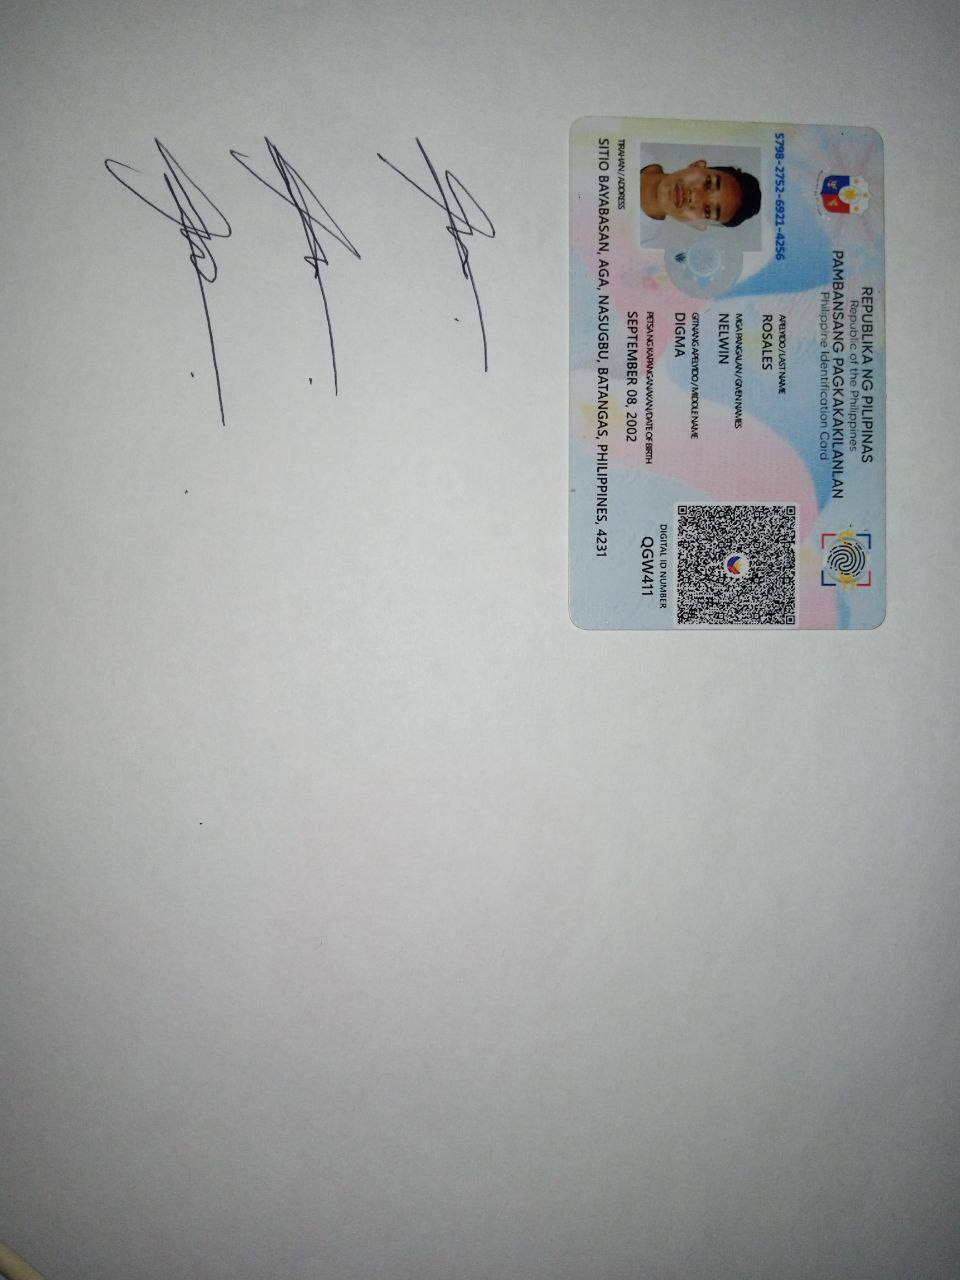 REPUBLIKA NG PILIPINAS
Republic of the Philippines
PAMBANSANG PAGKAKAKILANLAN
Philippine Identification Card
5798-2752-6921-4256
APELYIDO / LAST NAME
ROSALES
MGA PANGALAN / GIVEN NAMES
NELWIN
GITNANG APELYIDO / MIDDLE NAME
DIGMA
PETSA NG KAPANGANAKAN/DATE OF BIRTH
SEPTEMBER 08, 2002
DIGITAL ID NUMBER
QGW411
TIRAHAN / ADDRESS
SITIO BAYABASAN, AGA, NASUGBU, BATANGAS, PHILIPPINES, 4231